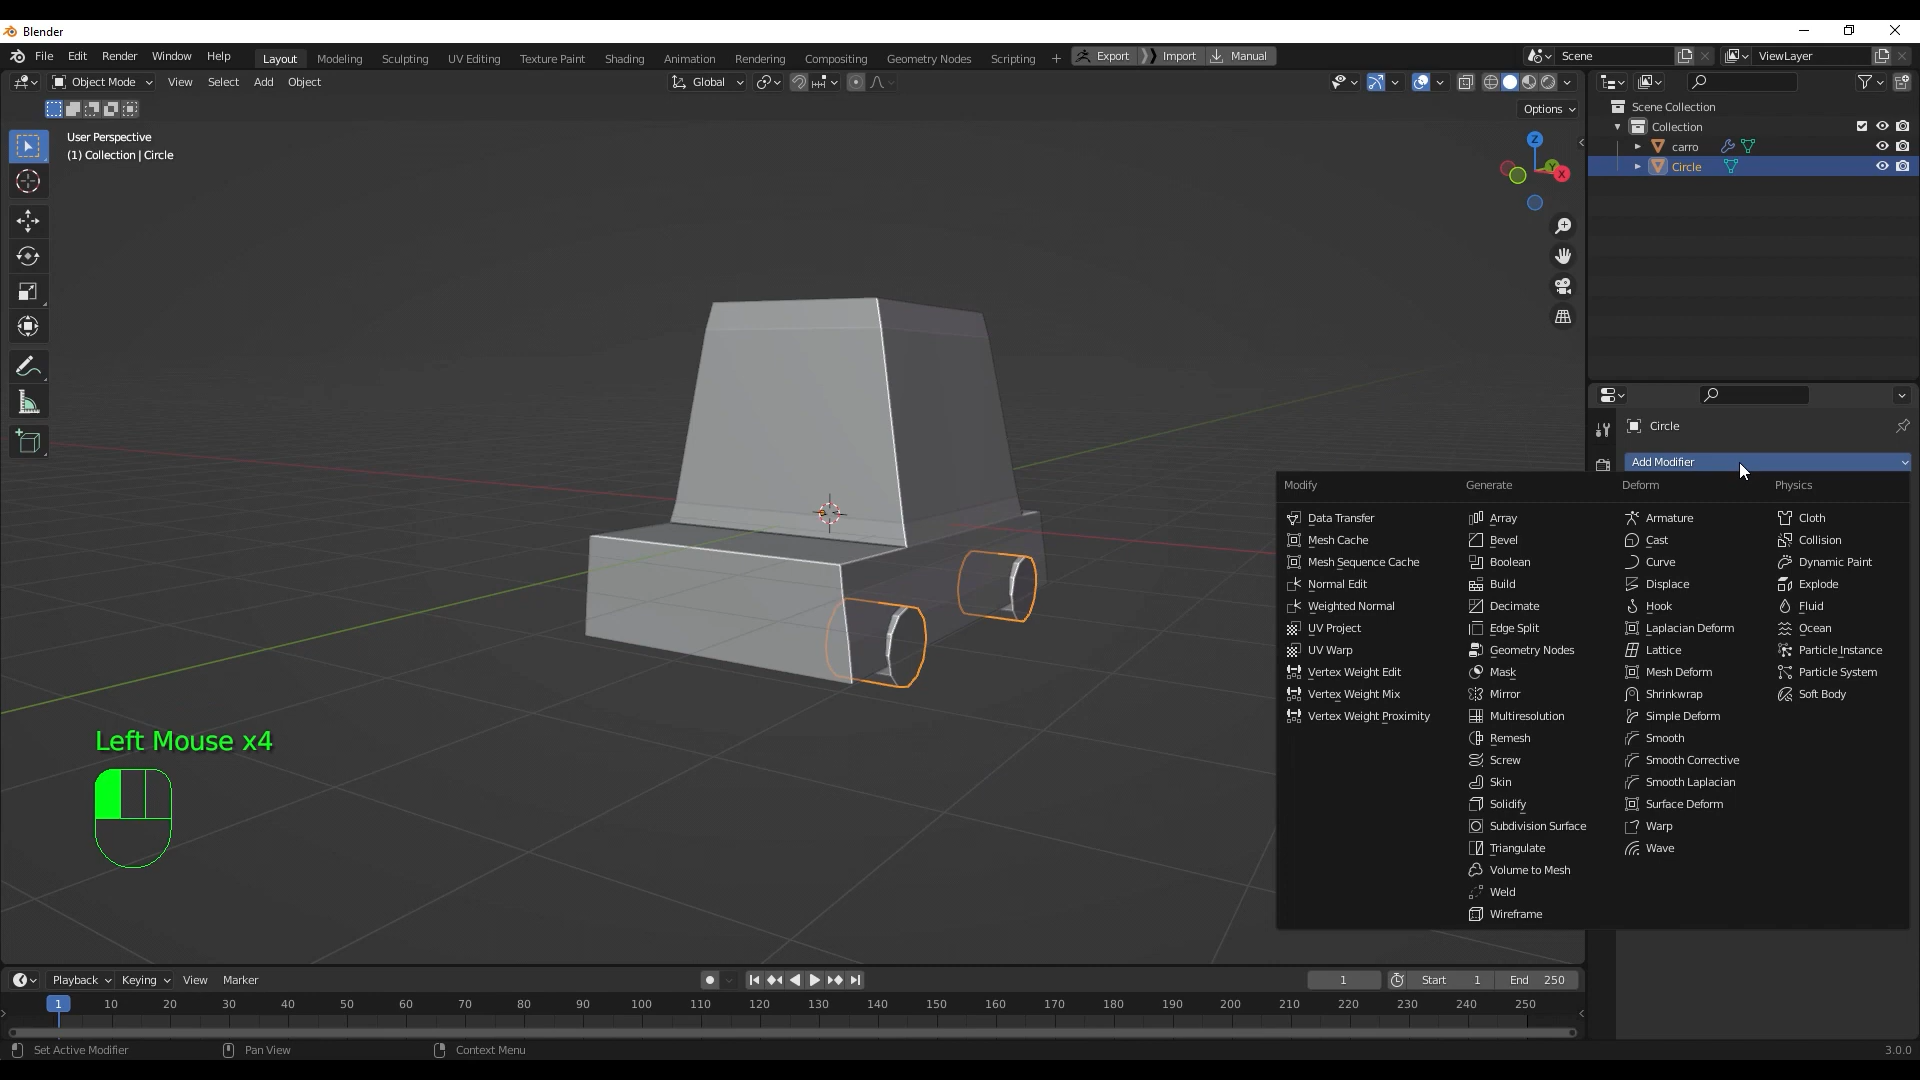 Blender
File Edit Render Window Help Layout Modeling Sculpting UV Editing Texture Paint Shading Animation Rendering Compositing Geometry Nodes Scripting + Export Import Manual Scene ViewLayer
Object Mode View Select Add Object Global
Options
User Perspective
(1) Collection | Circle
Scene Collection
Collection
carro
Circle
Z
Y
X
Circle
Add Modifier
Modify Generate Deform Physics
Data Transfer Array Armature Cloth
Mesh Cache Bevel Cast Collision
Mesh Sequence Cache Boolean Curve Dynamic Paint
Normal Edit Build Displace Explode
Weighted Normal Decimate Hook Fluid
UV Project Edge Split Laplacian Deform Ocean
UV Warp Geometry Nodes Lattice Particle Instance
Vertex Weight Edit Mask Mesh Deform Particle System
Vertex Weight Mix Mirror Shrinkwrap Soft Body
Vertex Weight Proximity Multiresolution Simple Deform
Remesh Smooth
Screw Smooth Corrective
Skin Smooth Laplacian
Solidify Surface Deform
Subdivision Surface Warp
Triangulate Wave
Volume to Mesh
Weld
Wireframe
Left Mouse x4
Playback Keying View Marker 1 Start 1 End 250
1 10 20 30 40 50 60 70 80 90 100 110 120 130 140 150 160 170 180 190 200 210 220 230 240 250
Set Active Modifier Pan View Context Menu 3.0.0